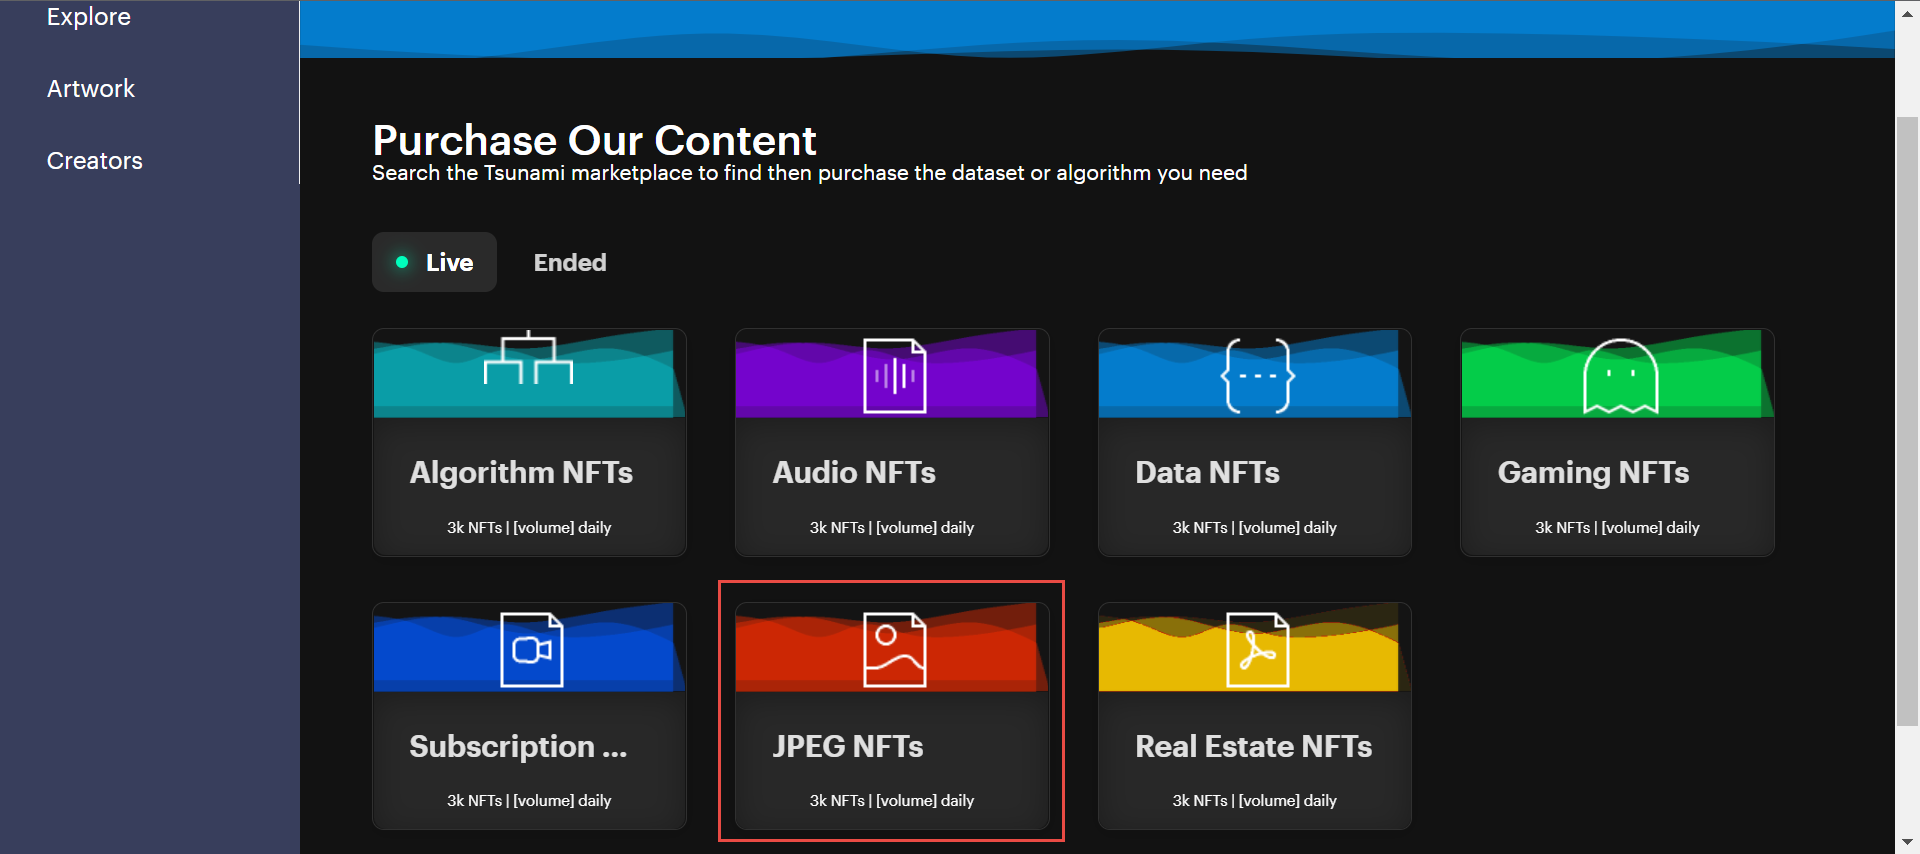 Explore
Artwork
Creators
Purchase Our Content
Search the Tsunami marketplace to find then purchase the dataset or algorithm you need
Live
Ended
Algorithm NFTs
3k NFTs | [volume] daily
Audio NFTs
3k NFTs | [volume] daily
Data NFTs
3k NFTs | [volume] daily
Gaming NFTs
3k NFTs | [volume] daily
Subscription ...
3k NFTs | [volume] daily
JPEG NFTs
3k NFTs | [volume] daily
Real Estate NFTs
3k NFTs | [volume] daily